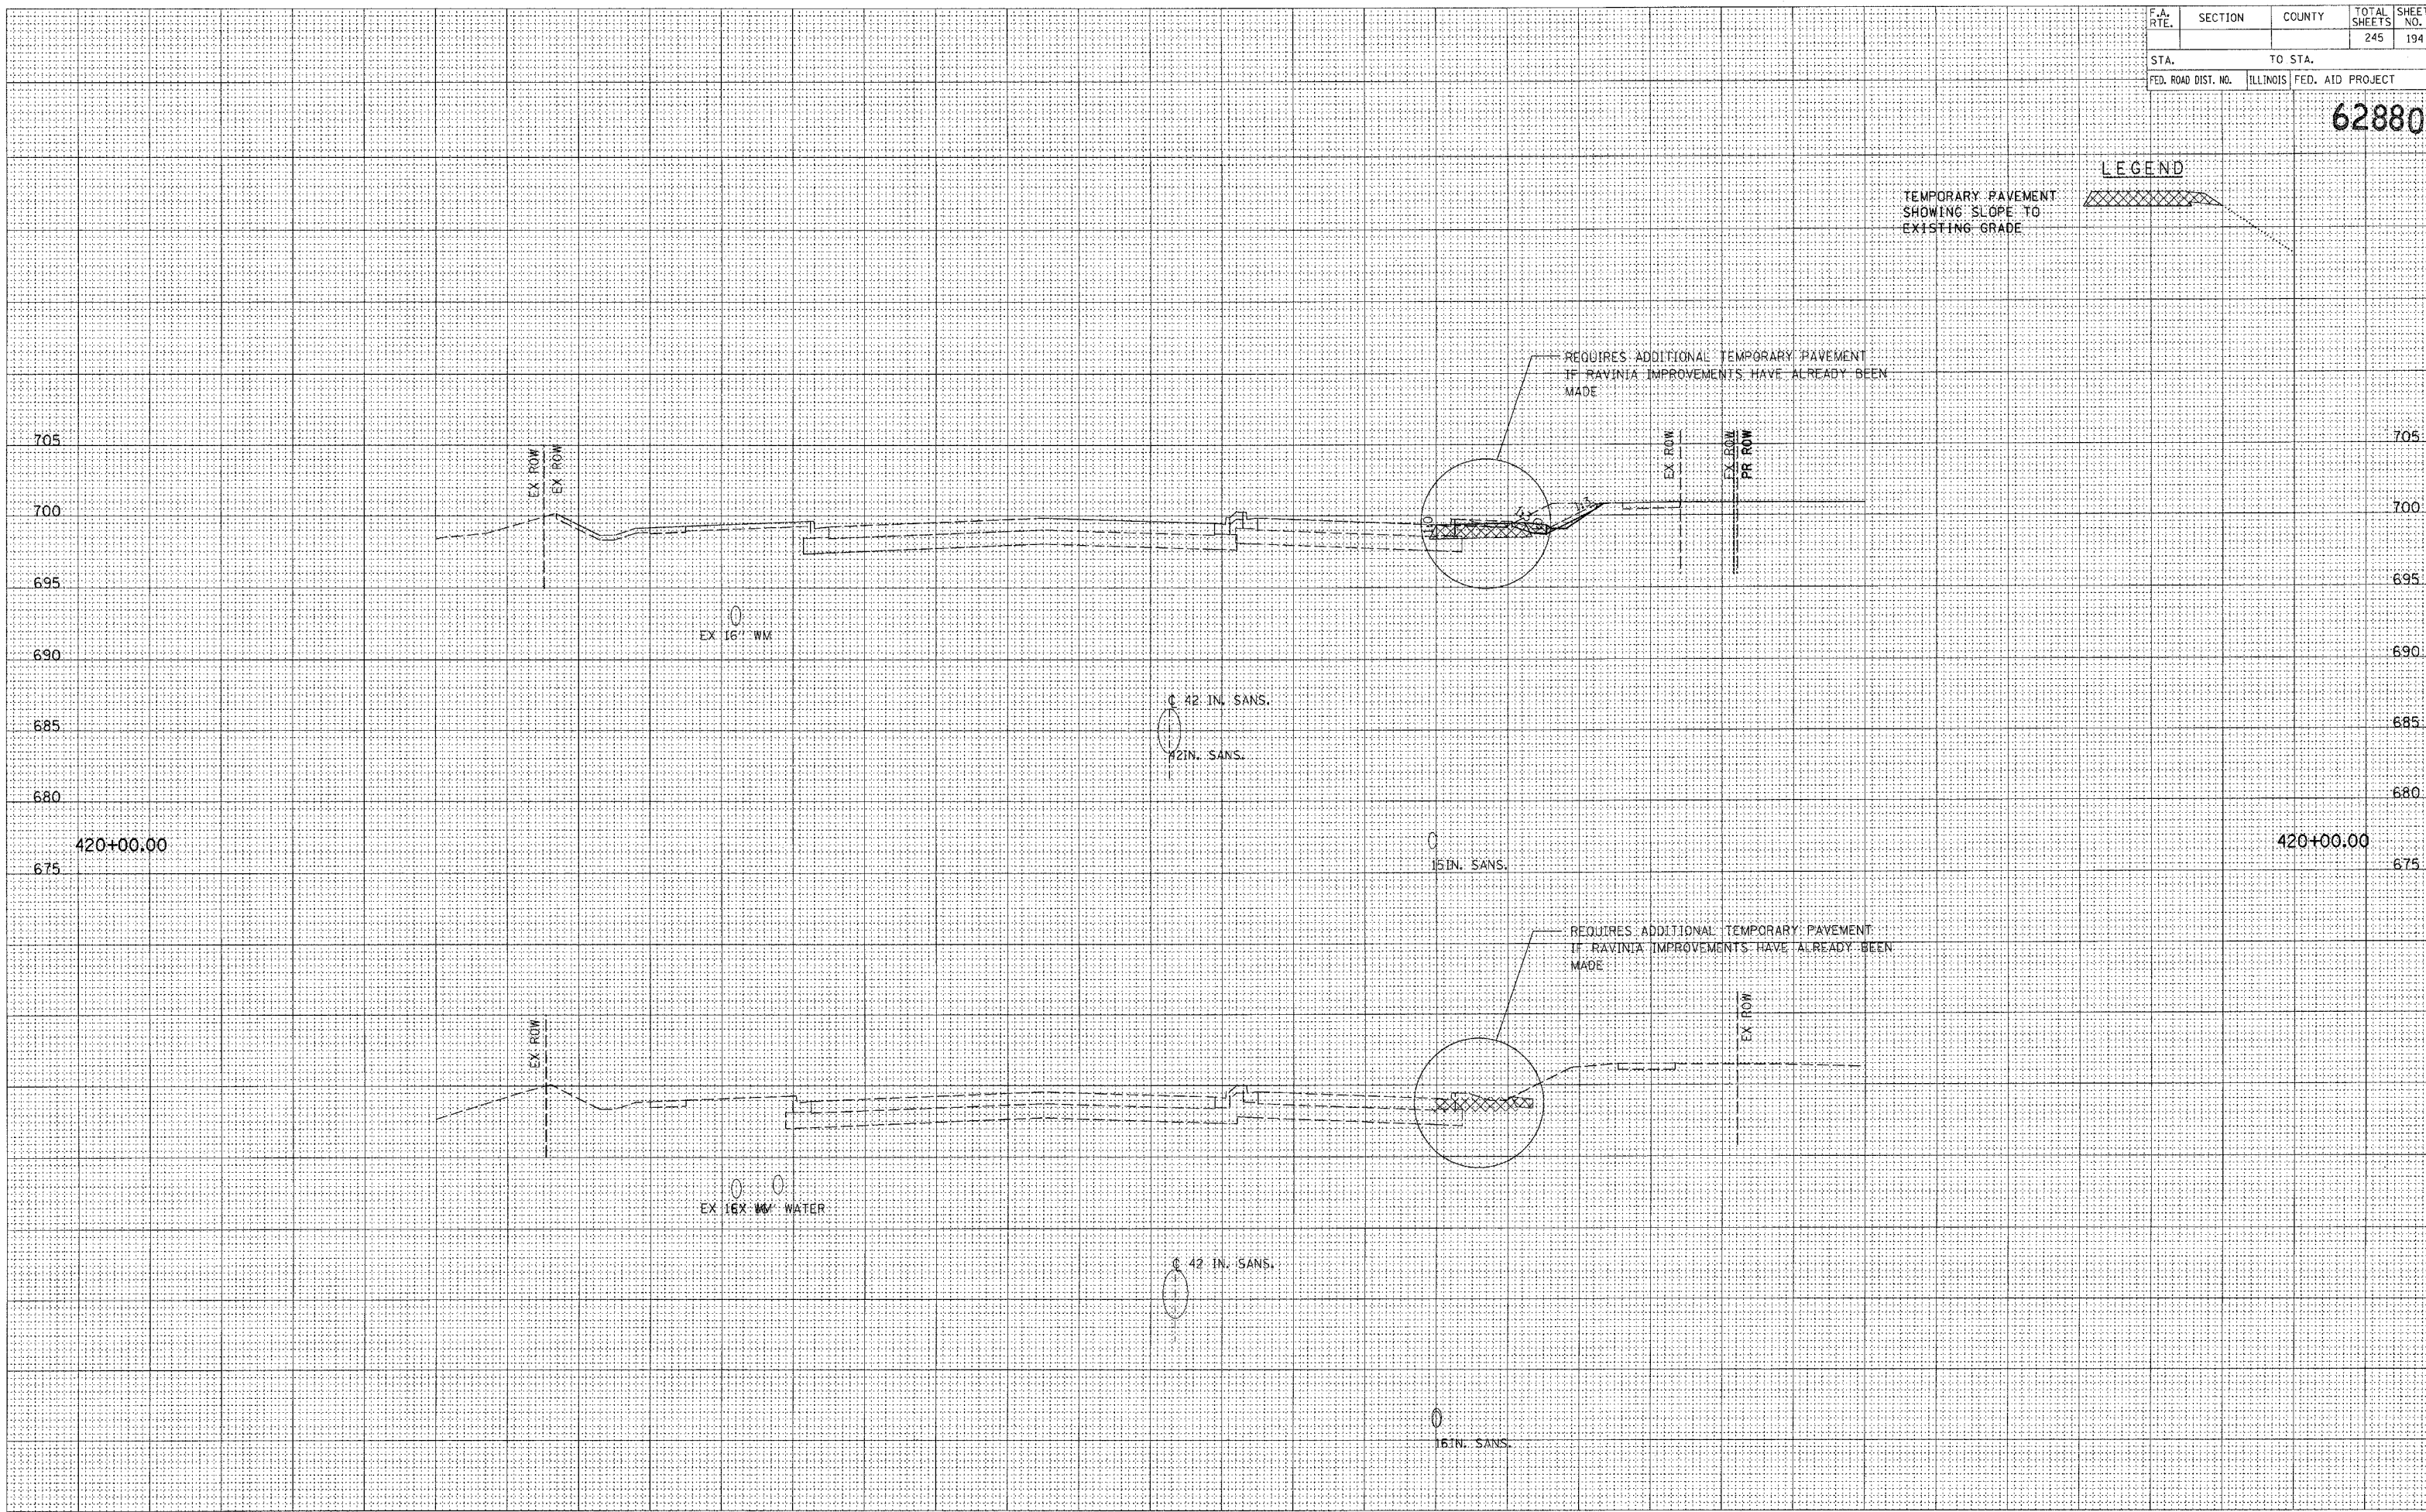 F.A. RTE. SECTION COUNTY TOTAL SHEETS SHEET NO.
245 194
STA. TO STA.
FED. ROAD DIST. NO. ILLINOIS FED. AID PROJECT
62880
LEGEND
TEMPORARY PAVEMENT
SHOWING SLOPE TO
EXISTING GRADE
REQUIRES ADDITIONAL TEMPORARY PAVEMENT
IF RAVINIA IMPROVEMENTS HAVE ALREADY BEEN
MADE
705 705
EX ROW
EX ROW
EX ROW
EX ROW
PR ROW
700 700
1:3
695 695
EX 16" WM
690 690
℄ 42 IN. SANS.
685 685
42IN. SANS.
680 680
420+00.00 420+00.00
675 675
15IN. SANS.
REQUIRES ADDITIONAL TEMPORARY PAVEMENT
IF RAVINIA IMPROVEMENTS HAVE ALREADY BEEN
MADE
EX ROW
EX ROW
EX WATER
℄ 42 IN. SANS.
16IN. SANS.